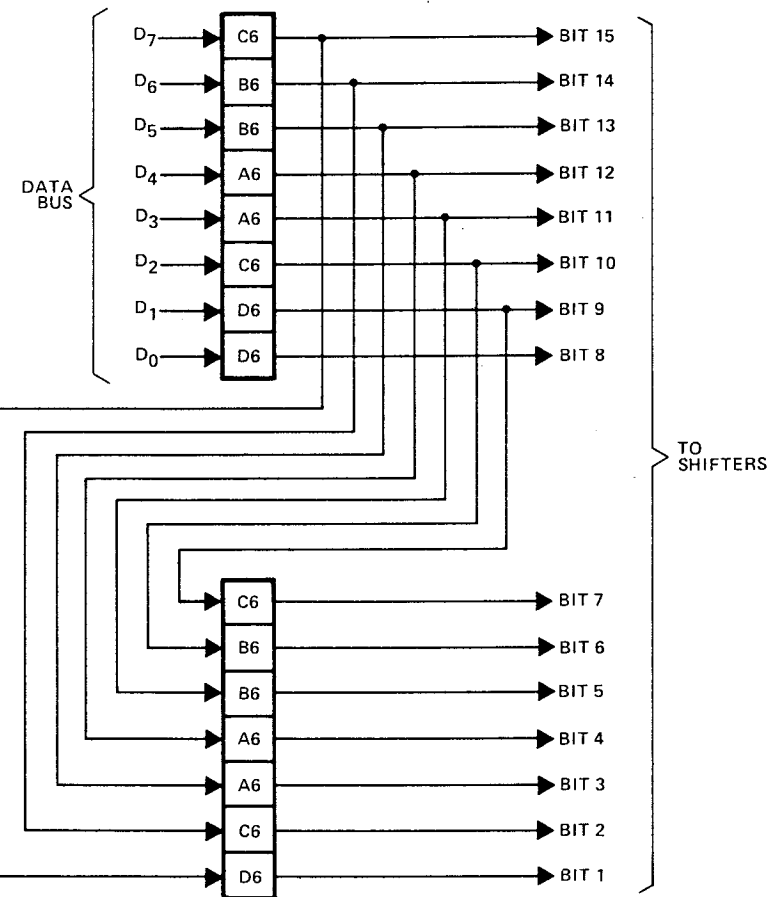 D7 C6 BIT 15
D6 B6 BIT 14
D5 B6 BIT 13
D4 A6 BIT 12
DATA
BUS
D3 A6 BIT 11
D2 C6 BIT 10
D1 D6 BIT 9
D0 D6 BIT 8
TO
SHIFTERS
C6 BIT 7
B6 BIT 6
B6 BIT 5
A6 BIT 4
A6 BIT 3
C6 BIT 2
D6 BIT 1